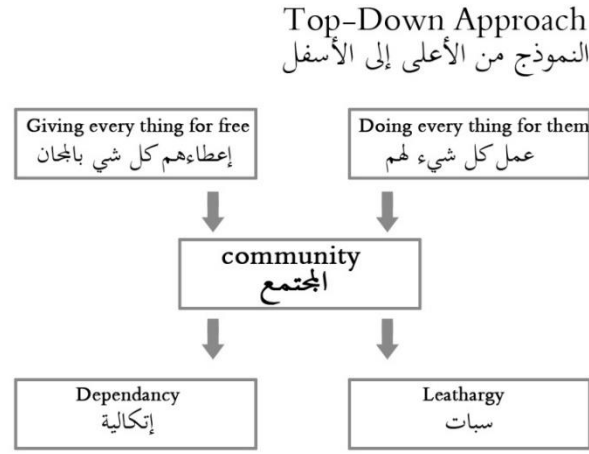 Top-Down Approach
النموذج من الأعلى إلى الأسفل
Giving every thing for free
إعطاءهم كل شي بالمجان
Doing every thing for them
عمل كل شيء لهم
community
المجتمع
Dependancy
إتكالية
Leathargy
سبات